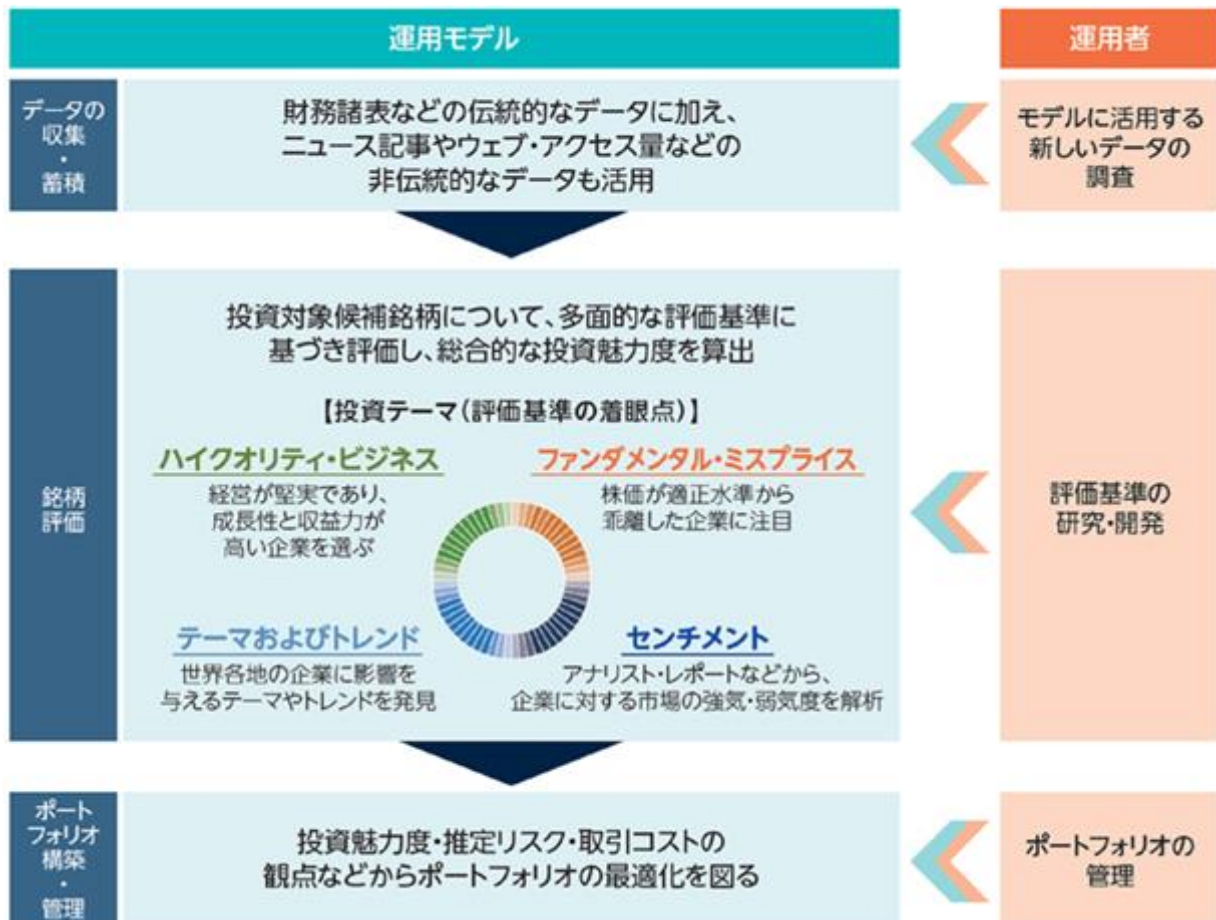 運用モデル
運用者
データの
収集
・
蓄積
財務諸表などの伝統的なデータに加え、
ニュース記事やウェブ・アクセス量などの
非伝統的なデータも活用
モデルに活用する
新しいデータの
調査
銘柄
評価
投資対象候補銘柄について、多面的な評価基準に
基づき評価し、総合的な投資魅力度を算出
【投資テーマ(評価基準の着眼点)】
ハイクオリティ・ビジネス
経営が堅実であり、
成長性と収益力が
高い企業を選ぶ
ファンダメンタル・ミスプライス
株価が適正水準から
乖離した企業に注目
テーマおよびトレンド
世界各地の企業に影響を
与えるテーマやトレンドを発見
センチメント
アナリスト・レポートなどから、
企業に対する市場の強気・弱気度を解析
評価基準の
研究・開発
ポート
フォリオ
構築
・
管理
投資魅力度・推定リスク・取引コストの
観点などからポートフォリオの最適化を図る
ポートフォリオの
管理